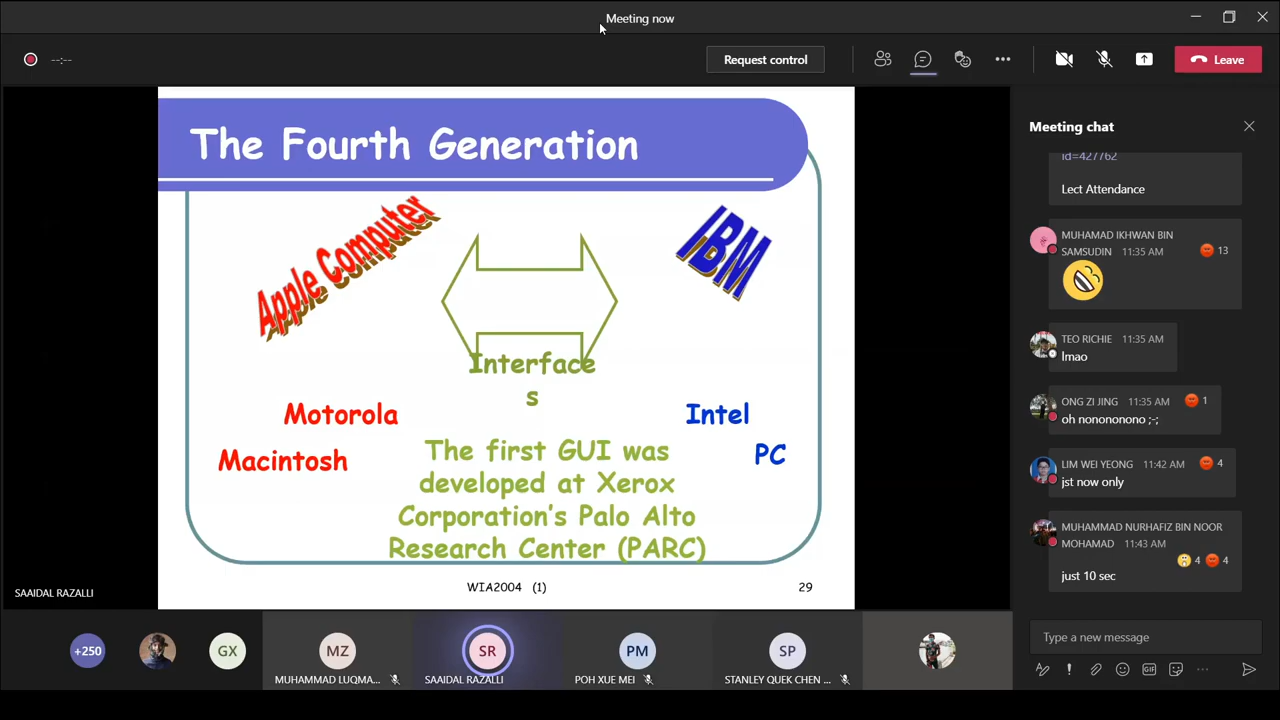 Meeting now
--:--
Request control
Leave
The Fourth Generation
Apple Computer
IBM
Interface
s
Motorola
Intel
Macintosh
PC
The first GUI was
developed at Xerox
Corporation's Palo Alto
Research Center (PARC)
WIA2004 (1)
29
SAAIDAL RAZALLI
Meeting chat
id=427762
Lect Attendance
MUHAMAD IKHWAN BIN
SAMSUDIN 11:35 AM
13
TEO RICHIE 11:35 AM
lmao
ONG ZI JING 11:35 AM
1
oh nonononono ;-;
LIM WEI YEONG 11:42 AM
4
jst now only
MUHAMMAD NURHAFIZ BIN NOOR
MOHAMAD 11:43 AM
4 4
just 10 sec
Type a new message
GIF
+250
GX
MZ
MUHAMMAD LUQMA...
SR
SAAIDAL RAZALLI
PM
POH XUE MEI
SP
STANLEY QUEK CHEN ...